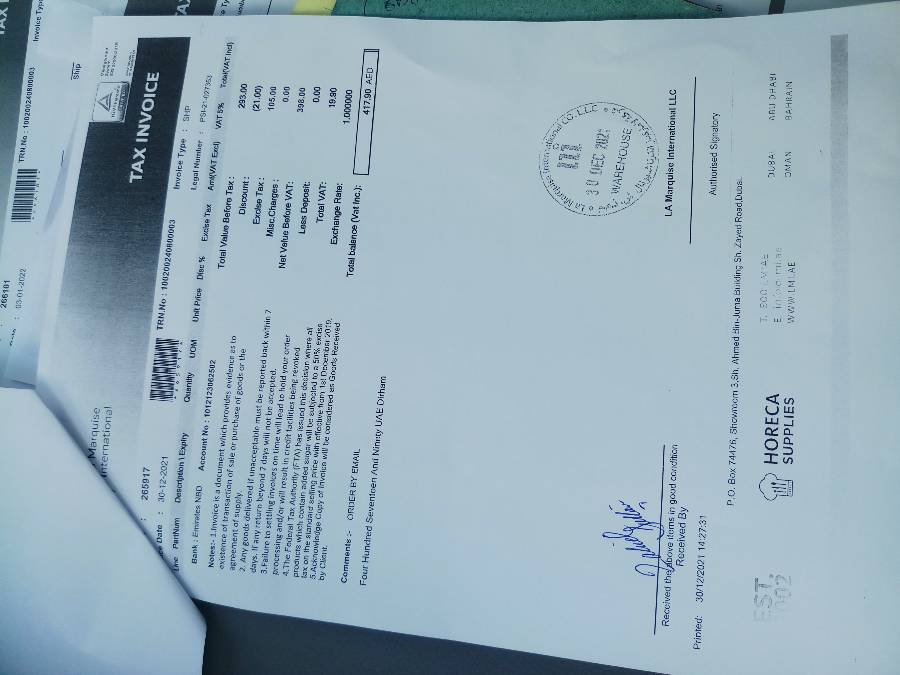 TAX INVOICE
Marquise
International
265917
Date : 30-12-2021
TRN.No : 100200240800003
Invoice Type : SHP
Legal Number : PSI-21-027353
Line PartNum Description \ Expiry Quantity UOM Unit Price Disc % Excise Tax Amt(VAT Excl) VAT 5% Total(VAT Incl)
Bank : Emirates NBD Account No : 1012123062502
Notes:- 1.Invoice is a document which provides evidence as to
existence of transaction of sale or purchase of goods or the
agreement of supply.
2. Any goods delivered if unacceptable must be reported back within 7
days. If any return beyond 7 days will not be accepted.
3.Failure to settling invoices on time will lead to hold your order
processing and/or will result in credit facilities being revoked
4.The Federal Tax Authority (FTA) has issued this decision where all
products which contain added sugar will be subjected to a 50% excise
tax on the standard selling price with effective from 1st December 2019.
5.Acknowledge Copy of Invoice will be considered as Goods Received
by Client.
Total Value Before Tax : 293.00
Discount : (21.00)
Excise Tax : 105.00
Misc.Charges : 0.00
Net Value Before VAT: 398.00
Less Deposit: 0.00
Total VAT: 19.90
Exchange Rate: 1.000000
Total balance (Vat Inc.): 417.90 AED
Comments :- ORDER BY EMAIL
Four Hundred Seventeen And Ninety UAE Dirham
La Marquise International CO. L.L.C
30 DEC 2021
WAREHOUSE
Received the above items in good condition
Received By
LA Marquise International LLC
Authorised Signatory
Printed: 30/12/2021 14:27:31
P.O. Box 74476, Showroom 3,Sh. Ahmed Bin-Juma Building Sh. Zayed Road,Dubai.
EST.
2002
HORECA
SUPPLIES
T. 800 LMI AE
WWW.LMI.AE
DUBAI
OMAN
ABU DHABI
BAHRAIN
266101
03-01-2022
TRN.No : 100200240800003
Invoice Type
Ship